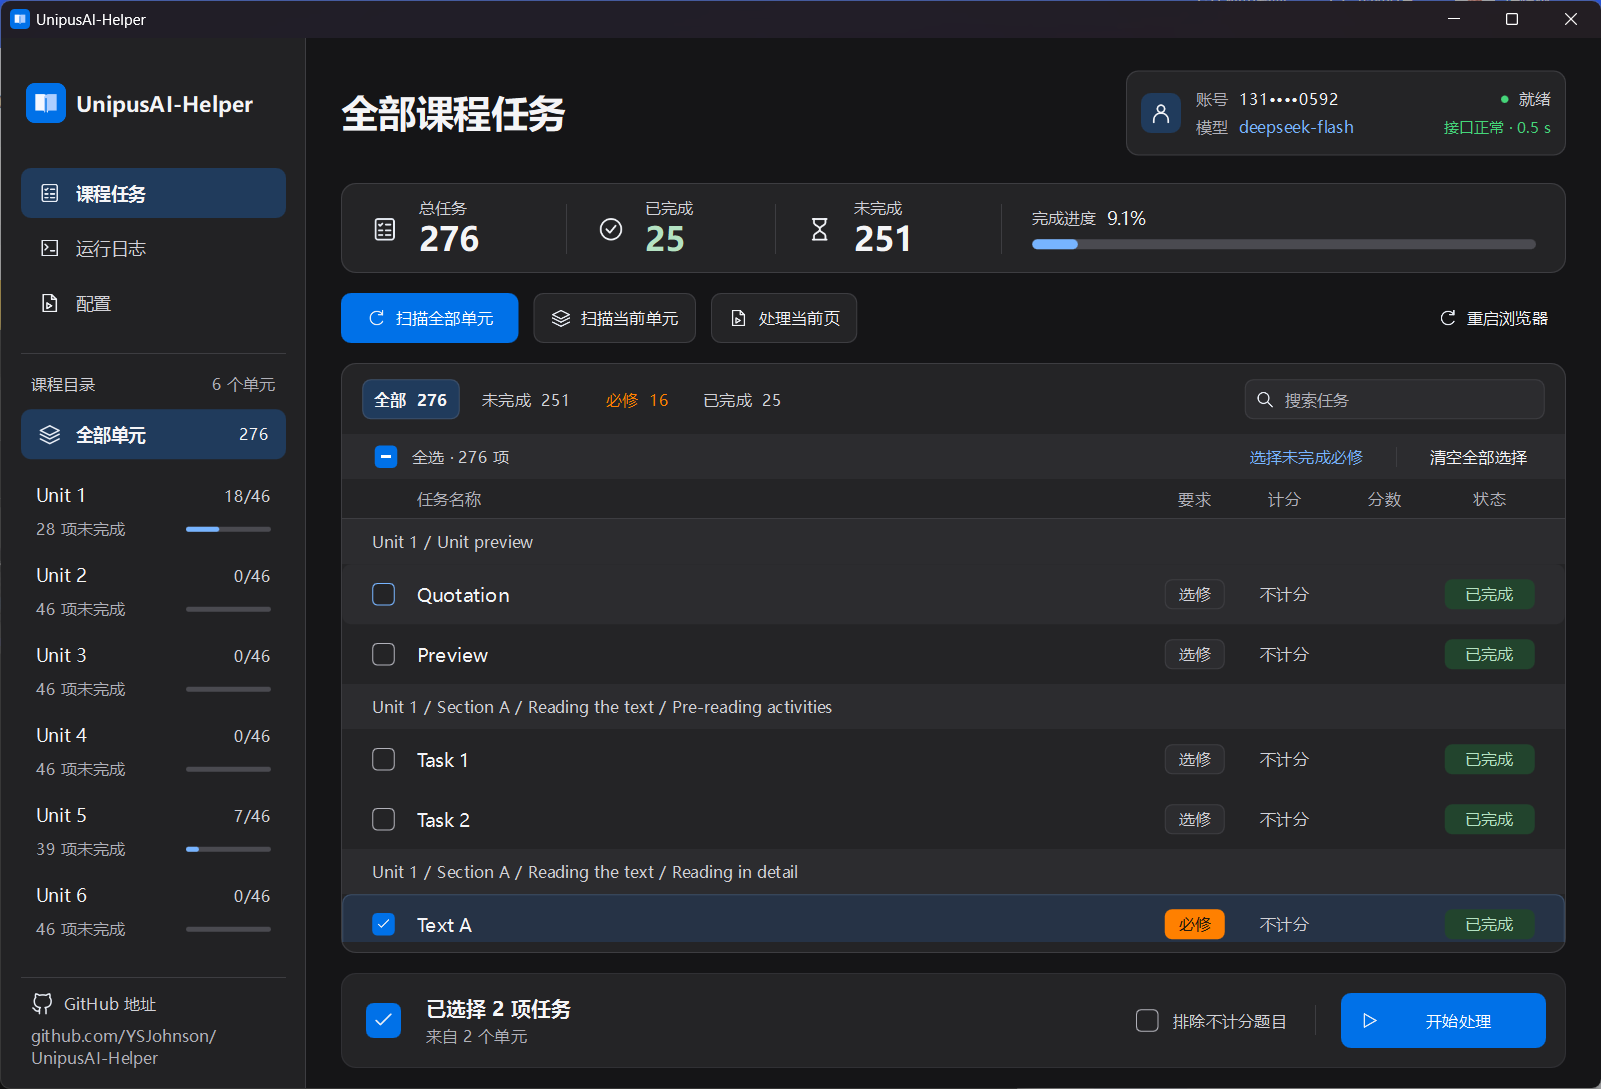 UnipusAI-Helper
UnipusAI-Helper
课程任务
运行日志
配置
课程目录 6 个单元
全部单元 276
Unit 1 18/46
28 项未完成
Unit 2 0/46
46 项未完成
Unit 3 0/46
46 项未完成
Unit 4 0/46
46 项未完成
Unit 5 7/46
39 项未完成
Unit 6 0/46
46 项未完成
GitHub 地址
github.com/YSJohnson/
UnipusAI-Helper
全部课程任务
账号 131••••0592 就绪
模型 deepseek-flash 接口正常 · 0.5 s
总任务 已完成 未完成
276 25 251
完成进度 9.1%
扫描全部单元 扫描当前单元 处理当前页 重启浏览器
全部 276 未完成 251 必修 16 已完成 25 搜索任务
全选 · 276 项 选择未完成必修 清空全部选择
任务名称 要求 计分 分数 状态
Unit 1 / Unit preview
Quotation 选修 不计分 已完成
Preview 选修 不计分 已完成
Unit 1 / Section A / Reading the text / Pre-reading activities
Task 1 选修 不计分 已完成
Task 2 选修 不计分 已完成
Unit 1 / Section A / Reading the text / Reading in detail
Text A 必修 不计分 已完成
已选择 2 项任务
来自 2 个单元
排除不计分题目 开始处理